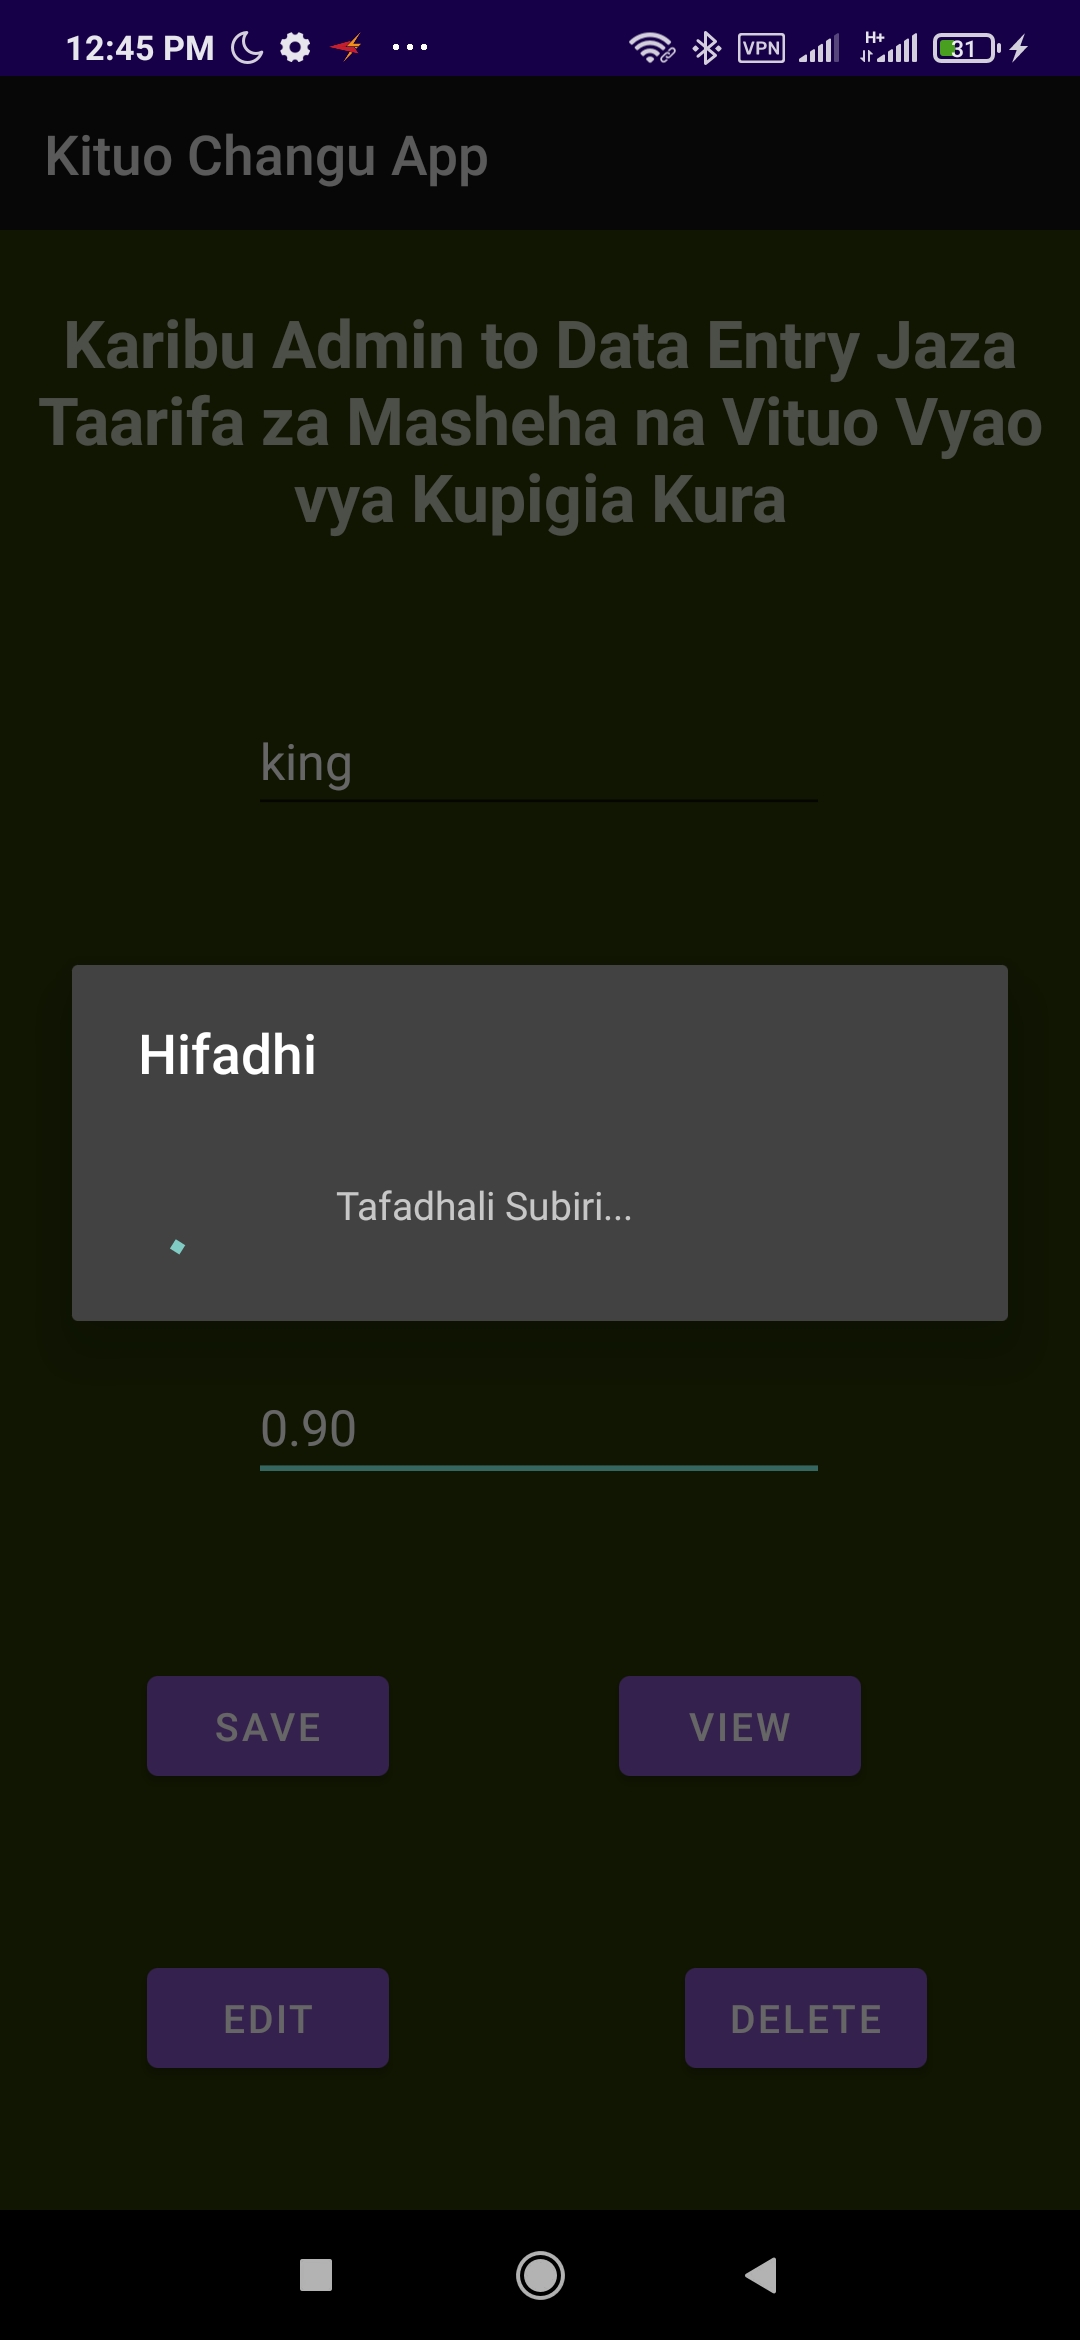 12:45 PM
VPN
H+
31
Kituo Changu App
Karibu Admin to Data Entry Jaza
Taarifa za Masheha na Vituo Vyao
vya Kupigia Kura
king
Hifadhi
Tafadhali Subiri...
0.90
SAVE
VIEW
EDIT
DELETE